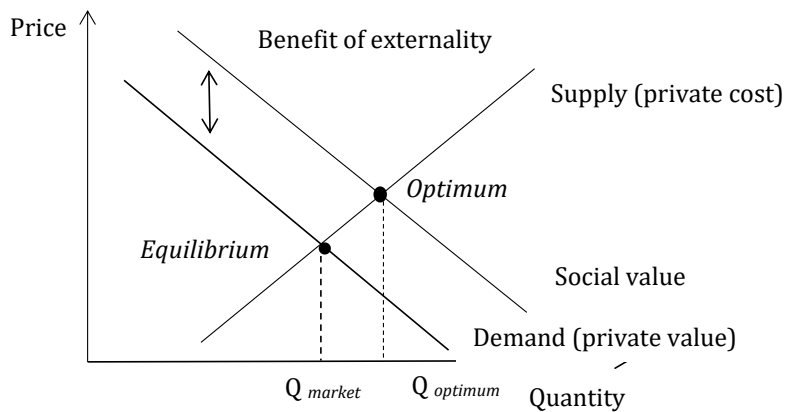 Price
Benefit of externality
Supply (private cost)
Optimum
Equilibrium
Social value
Demand (private value)
Q market
Q optimum
Quantity